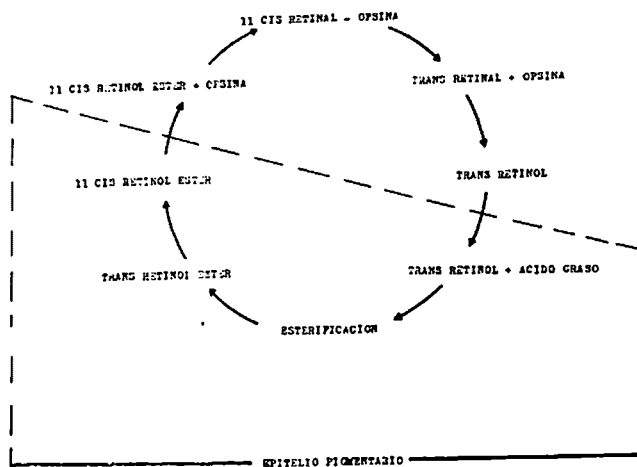 11 CIS RETINAL - OPSINA
11 CIS RETINOL ESTER + OPSINA
TRANS RETINAL + OPSINA
11 CIS RETINOL ESTER
TRANS RETINOL
TRANS RETINOL ESTER
TRANS RETINOL + ACIDO GRASO
ESTERIFICACION
EPITELIO PIGMENTARIO